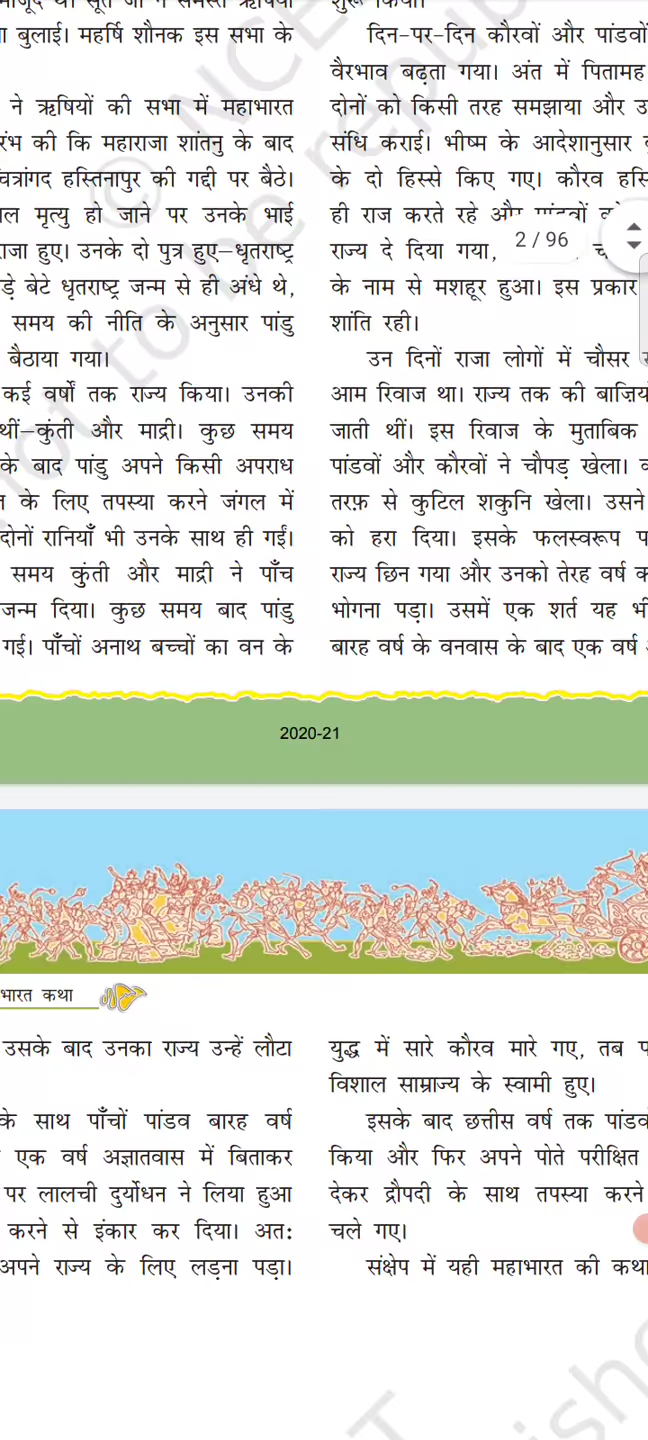 बुलाई। महर्षि शौनक इस सभा के
ने ऋषियों की सभा में महाभारत
की कि महाराजा शांतनु के बाद
हस्तिनापुर की गद्दी पर बैठे।
मृत्यु हो जाने पर उनके भाई
हुए। उनके दो पुत्र हुए–धृतराष्ट्र
बेटे धृतराष्ट्र जन्म से ही अंधे थे,
समय की नीति के अनुसार पांडु
बैठाया गया।
कई वर्षों तक राज्य किया। उनकी
थीं–कुंती और माद्री। कुछ समय
के बाद पांडु अपने किसी अपराध
के लिए तपस्या करने जंगल में
दोनों रानियाँ भी उनके साथ ही गईं।
समय कुंती और माद्री ने पाँच
जन्म दिया। कुछ समय बाद पांडु
गई। पाँचों अनाथ बच्चों का वन के
दिन-पर-दिन कौरवों और पांडवों
वैरभाव बढ़ता गया। अंत में पितामह
दोनों को किसी तरह समझाया और
संधि कराई। भीष्म के आदेशानुसार
के दो हिस्से किए गए। कौरव
ही राज करते रहे और
राज्य दे दिया गया,
2 / 96
के नाम से मशहूर हुआ। इस प्रकार
शांति रही।
उन दिनों राजा लोगों में चौसर
आम रिवाज था। राज्य तक की
जाती थीं। इस रिवाज के मुताबिक
पांडवों और कौरवों ने चौपड़ खेला।
तरफ़ से कुटिल शकुनि खेला। उसने
को हरा दिया। इसके फलस्वरूप
राज्य छिन गया और उनको तेरह वर्ष
भोगना पड़ा। उसमें एक शर्त यह
बारह वर्ष के वनवास के बाद एक वर्ष
2020-21
भारत कथा
उसके बाद उनका राज्य उन्हें लौटा
के साथ पाँचों पांडव बारह वर्ष
एक वर्ष अज्ञातवास में बिताकर
पर लालची दुर्योधन ने लिया हुआ
करने से इंकार कर दिया। अतः
अपने राज्य के लिए लड़ना पड़ा।
युद्ध में सारे कौरव मारे गए, तब
विशाल साम्राज्य के स्वामी हुए।
इसके बाद छत्तीस वर्ष तक
किया और फिर अपने पोते परीक्षित
देकर द्रौपदी के साथ तपस्या करने
चले गए।
संक्षेप में यही महाभारत की कथा